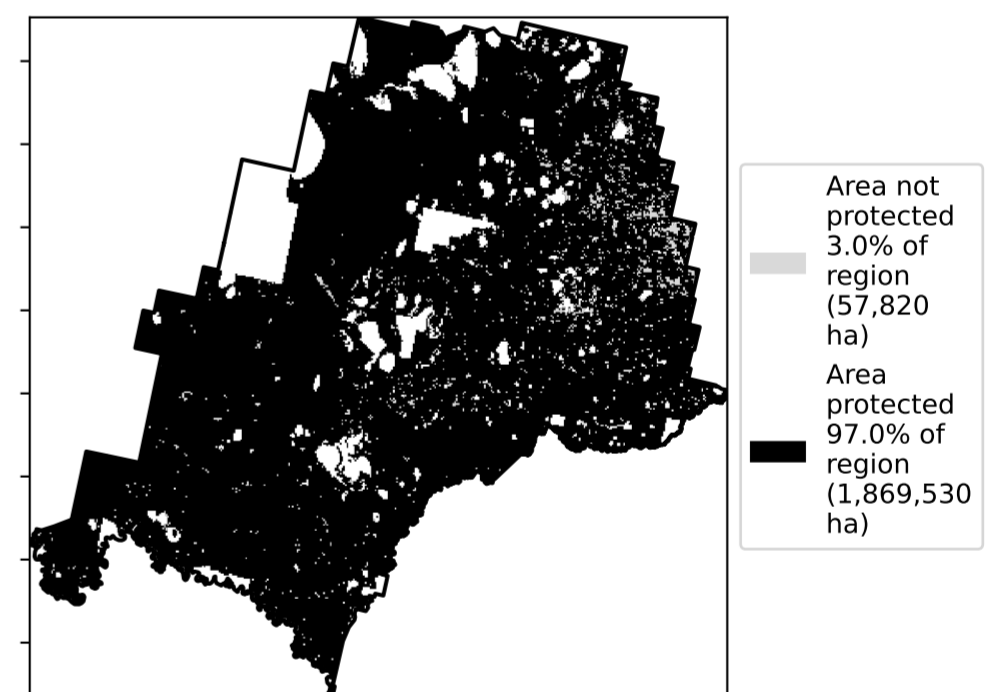 Area not
protected
3.0% of
region
(57,820
ha)
Area
protected
97.0% of
region
(1,869,530
ha)